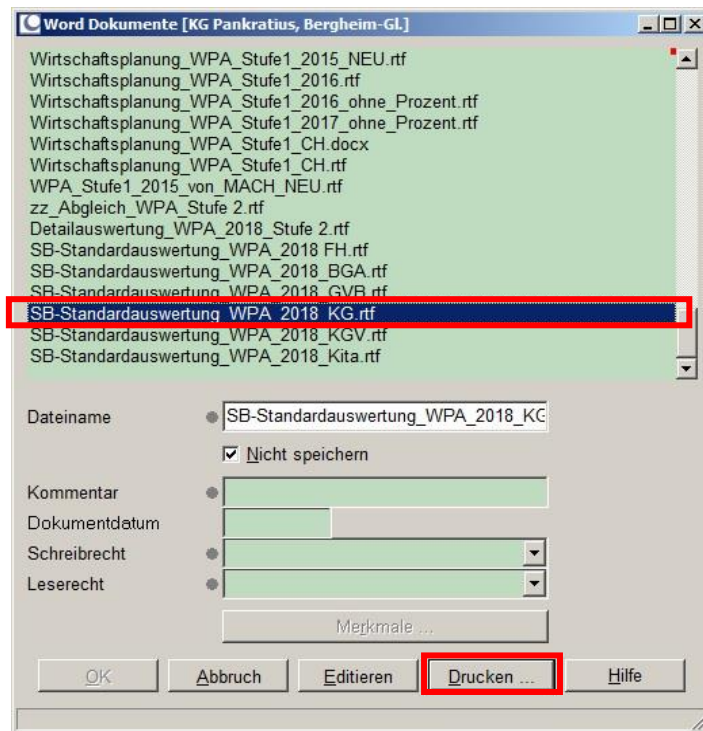 Word Dokumente [KG Pankratius, Bergheim-Gl.]
Wirtschaftsplanung_WPA_Stufe1_2015_NEU.rtf
Wirtschaftsplanung_WPA_Stufe1_2016.rtf
Wirtschaftsplanung_WPA_Stufe1_2016_ohne_Prozent.rtf
Wirtschaftsplanung_WPA_Stufe1_2017_ohne_Prozent.rtf
Wirtschaftsplanung_WPA_Stufe1_CH.docx
Wirtschaftsplanung_WPA_Stufe1_CH.rtf
WPA_Stufe1_2015_von_MACH_NEU.rtf
zz_Abgleich_WPA_Stufe 2.rtf
Detailauswertung_WPA_2018_Stufe 2.rtf
SB-Standardauswertung_WPA_2018 FH.rtf
SB-Standardauswertung_WPA_2018_BGA.rtf
SB-Standardauswertung_WPA_2018_GVB.rtf
SB-Standardauswertung_WPA_2018_KG.rtf
SB-Standardauswertung_WPA_2018_KGV.rtf
SB-Standardauswertung_WPA_2018_Kita.rtf
Dateiname SB-Standardauswertung_WPA_2018_KG
Nicht speichern
Kommentar
Dokumentdatum
Schreibrecht
Leserecht
Merkmale ...
OK Abbruch Editieren Drucken ... Hilfe